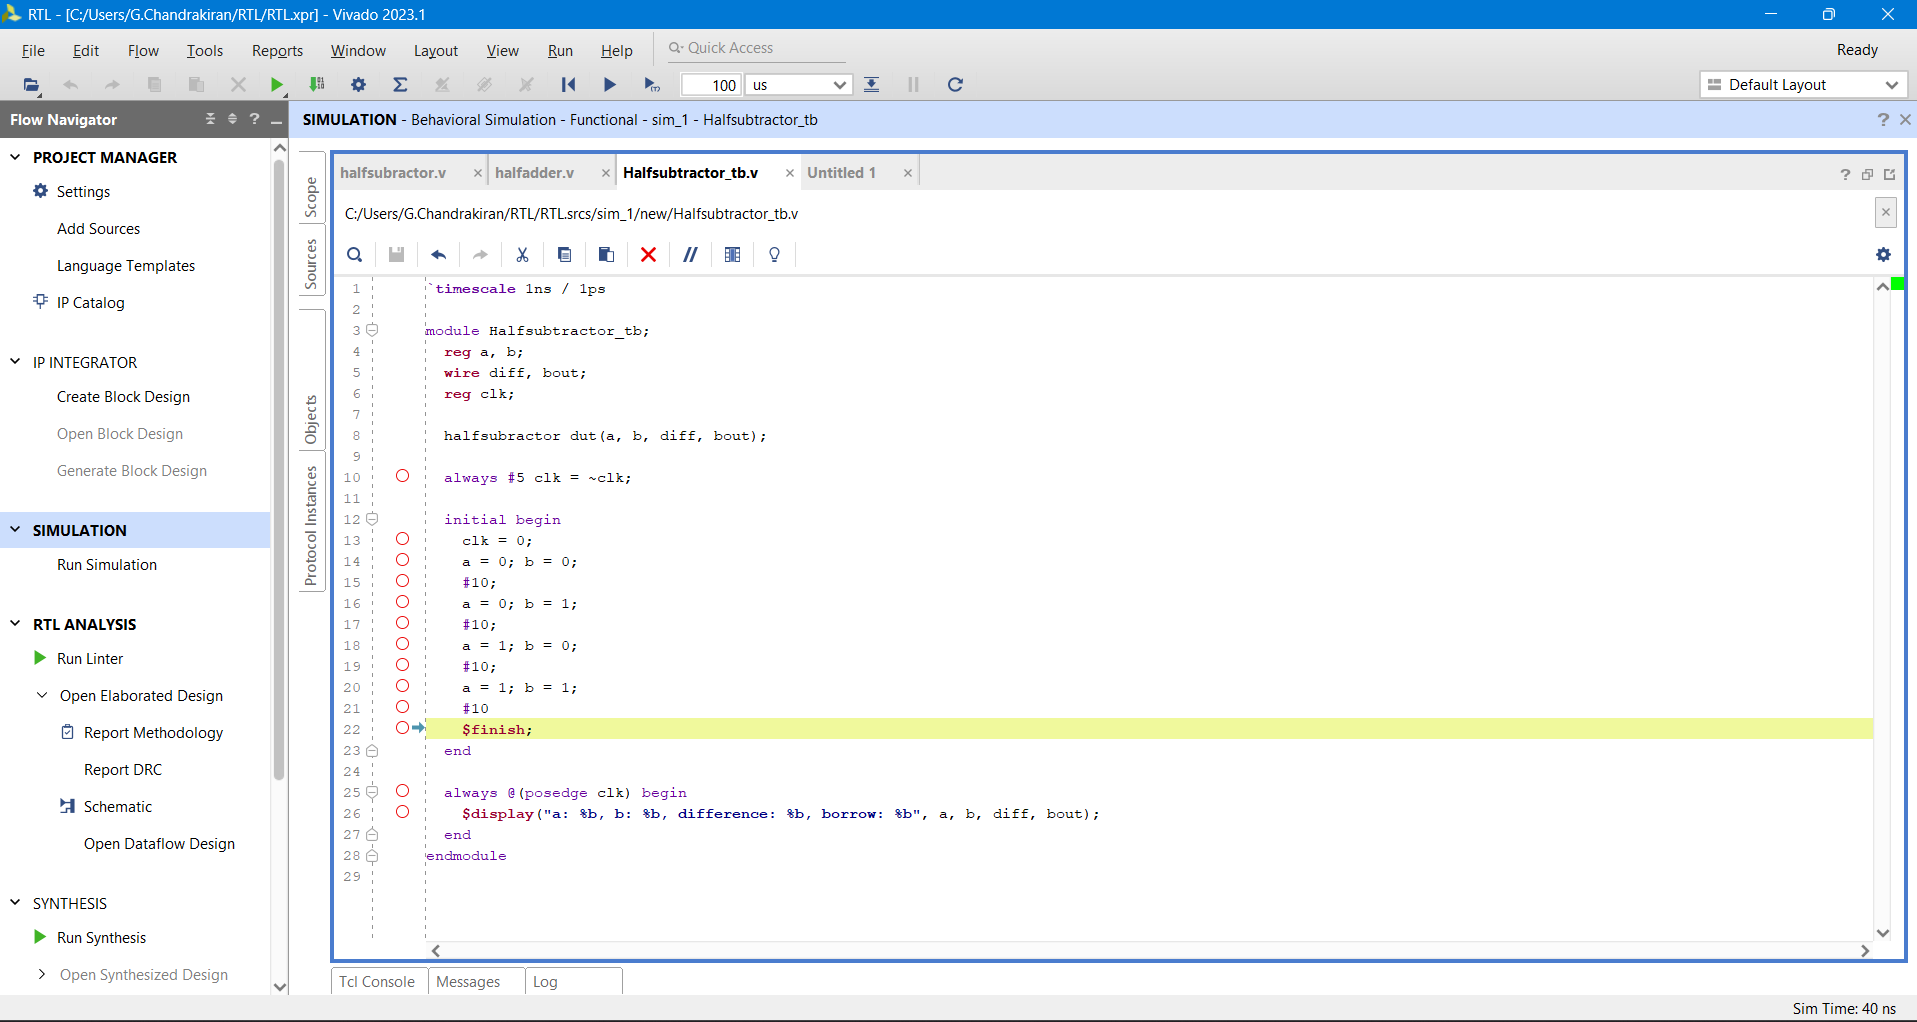 RTL - [C:/Users/G.Chandrakiran/RTL/RTL.xpr] - Vivado 2023.1
File Edit Flow Tools Reports Window Layout View Run Help Quick Access
Ready
100 us
Default Layout
Flow Navigator
PROJECT MANAGER
Settings
Add Sources
Language Templates
IP Catalog
IP INTEGRATOR
Create Block Design
Open Block Design
Generate Block Design
SIMULATION
Run Simulation
RTL ANALYSIS
Run Linter
Open Elaborated Design
Report Methodology
Report DRC
Schematic
Open Dataflow Design
SYNTHESIS
Run Synthesis
Open Synthesized Design
SIMULATION - Behavioral Simulation - Functional - sim_1 - Halfsubtractor_tb
Scope
Sources
Objects
Protocol Instances
halfsubractor.v halfadder.v Halfsubtractor_tb.v Untitled 1
C:/Users/G.Chandrakiran/RTL/RTL.srcs/sim_1/new/Halfsubtractor_tb.v
1 `timescale 1ns / 1ps
2
3 module Halfsubtractor_tb;
4 reg a, b;
5 wire diff, bout;
6 reg clk;
7
8 halfsubractor dut(a, b, diff, bout);
9
10 always #5 clk = ~clk;
11
12 initial begin
13 clk = 0;
14 a = 0; b = 0;
15 #10;
16 a = 0; b = 1;
17 #10;
18 a = 1; b = 0;
19 #10;
20 a = 1; b = 1;
21 #10
22 $finish;
23 end
24
25 always @(posedge clk) begin
26 $display("a: %b, b: %b, difference: %b, borrow: %b", a, b, diff, bout);
27 end
28 endmodule
29
Tcl Console Messages Log
Sim Time: 40 ns